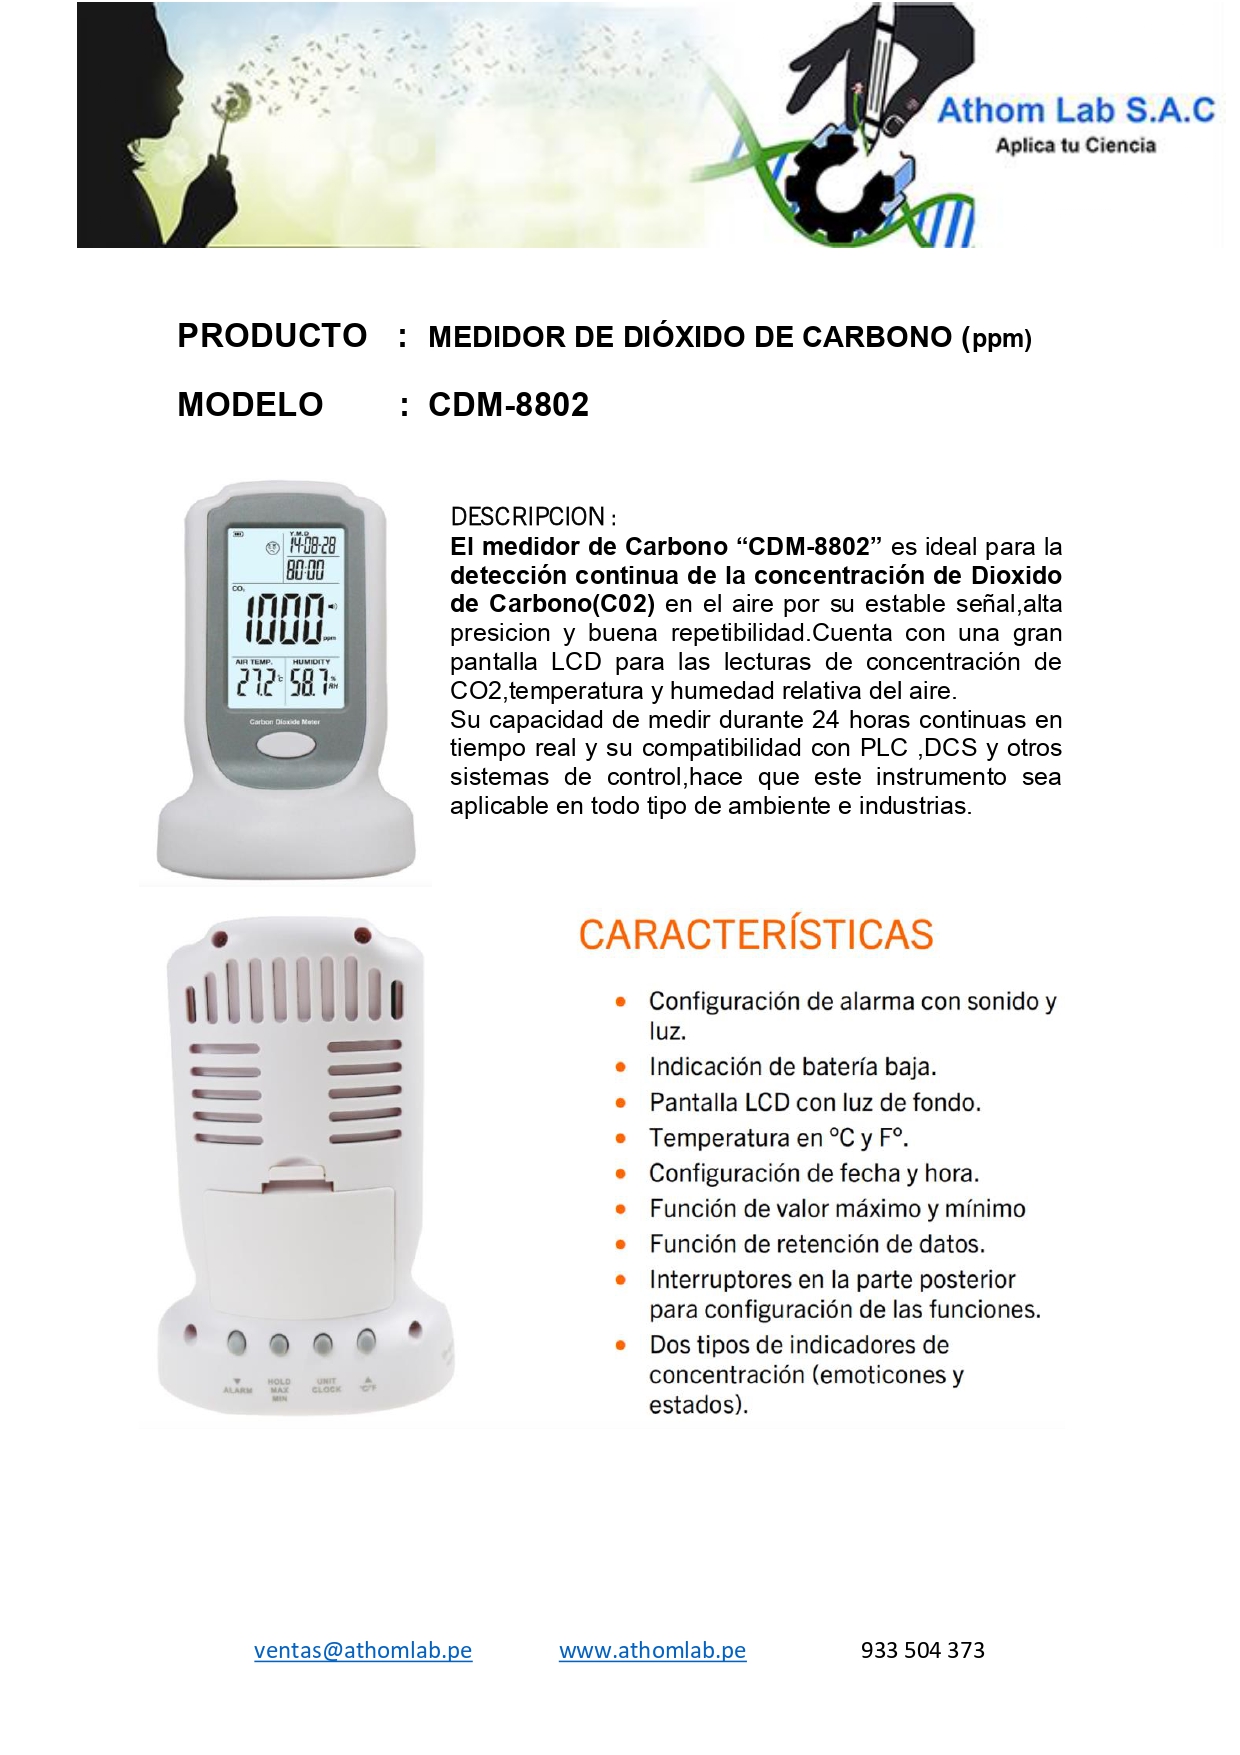 Athom Lab S.A.C
Aplica tu Ciencia
PRODUCTO : MEDIDOR DE DIÓXIDO DE CARBONO (ppm)
MODELO : CDM-8802
Y.M.D
14-08-28
80:00
CO₂
1000
ppm
AIR TEMP. HUMIDITY
27.2 °C 58.7 % RH
Carbon Dioxide Meter
DESCRIPCION :
El medidor de Carbono “CDM-8802” es ideal para la
detección continua de la concentración de Dioxido
de Carbono(C02) en el aire por su estable señal,alta
presicion y buena repetibilidad.Cuenta con una gran
pantalla LCD para las lecturas de concentración de
CO2,temperatura y humedad relativa del aire.
Su capacidad de medir durante 24 horas continuas en
tiempo real y su compatibilidad con PLC ,DCS y otros
sistemas de control,hace que este instrumento sea
aplicable en todo tipo de ambiente e industrias.
CARACTERÍSTICAS
• Configuración de alarma con sonido y
luz.
• Indicación de batería baja.
• Pantalla LCD con luz de fondo.
• Temperatura en ºC y Fº.
• Configuración de fecha y hora.
• Función de valor máximo y mínimo
• Función de retención de datos.
• Interruptores en la parte posterior
para configuración de las funciones.
• Dos tipos de indicadores de
concentración (emoticones y
estados).
▼ HOLD UNIT ▲
ALARM MAX CLOCK °C/°F
MIN
ventas@athomlab.pe www.athomlab.pe 933 504 373